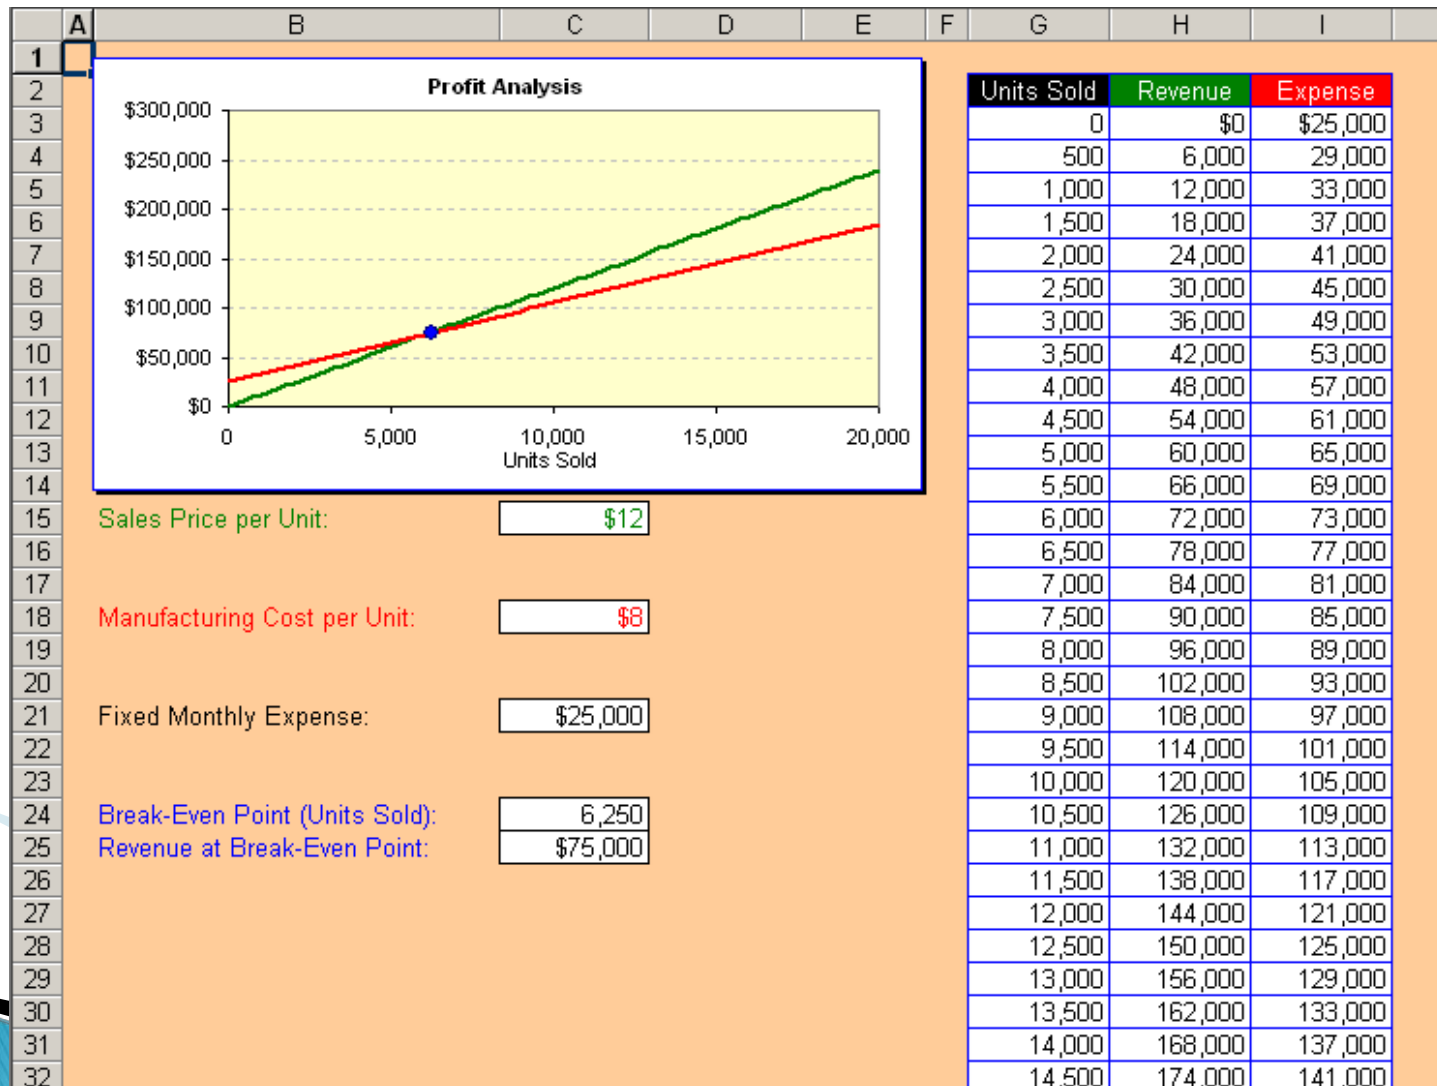 A B C D E F G H I
1
Profit Analysis
2 Units Sold Revenue Expense
$300,000
3 0 $0 $25,000
4 $250,000 500 6,000 29,000
5 1,000 12,000 33,000
6 $200,000 1,500 18,000 37,000
7 $150,000 2,000 24,000 41,000
8 2,500 30,000 45,000
9 $100,000 3,000 36,000 49,000
10 $50,000 3,500 42,000 53,000
11 4,000 48,000 57,000
12 $0 4,500 54,000 61,000
0 5,000 10,000 15,000 20,000
13 Units Sold 5,000 60,000 65,000
14 5,500 66,000 69,000
15 Sales Price per Unit: $12 6,000 72,000 73,000
16 6,500 78,000 77,000
17 7,000 84,000 81,000
18 Manufacturing Cost per Unit: $8 7,500 90,000 85,000
19 8,000 96,000 89,000
20 8,500 102,000 93,000
21 Fixed Monthly Expense: $25,000 9,000 108,000 97,000
22 9,500 114,000 101,000
23 10,000 120,000 105,000
24 Break-Even Point (Units Sold): 6,250 10,500 126,000 109,000
25 Revenue at Break-Even Point: $75,000 11,000 132,000 113,000
26 11,500 138,000 117,000
27 12,000 144,000 121,000
28 12,500 150,000 125,000
29 13,000 156,000 129,000
30 13,500 162,000 133,000
31 14,000 168,000 137,000
32 14,500 174,000 141,000